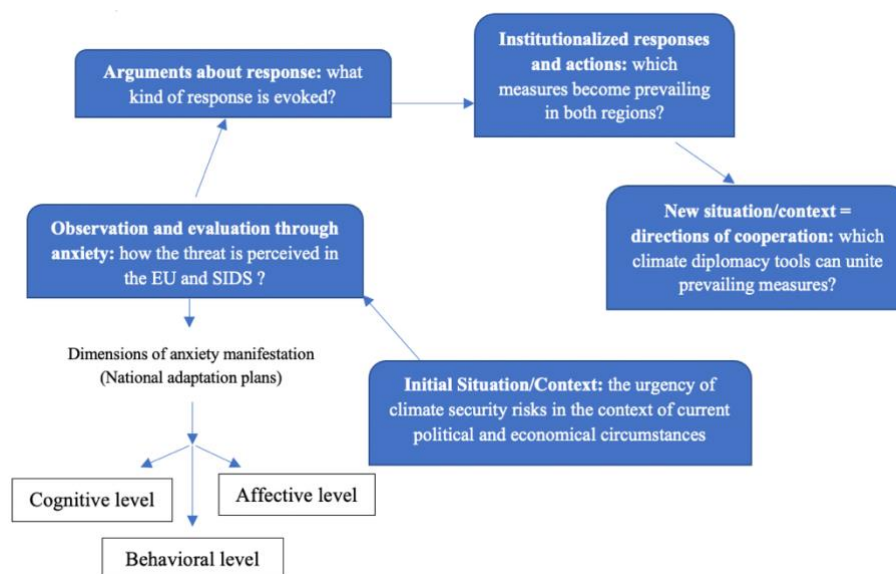 Arguments about response: what
kind of response is evoked?
Institutionalized responses
and actions: which
measures become prevailing
in both regions?
New situation/context =
directions of cooperation: which
climate diplomacy tools can unite
prevailing measures?
Observation and evaluation through
anxiety: how the threat is perceived in
the EU and SIDS ?
Dimensions of anxiety manifestation
(National adaptation plans)
Initial Situation/Context: the urgency of
climate security risks in the context of current
political and economical circumstances
Cognitive level
Affective level
Behavioral level